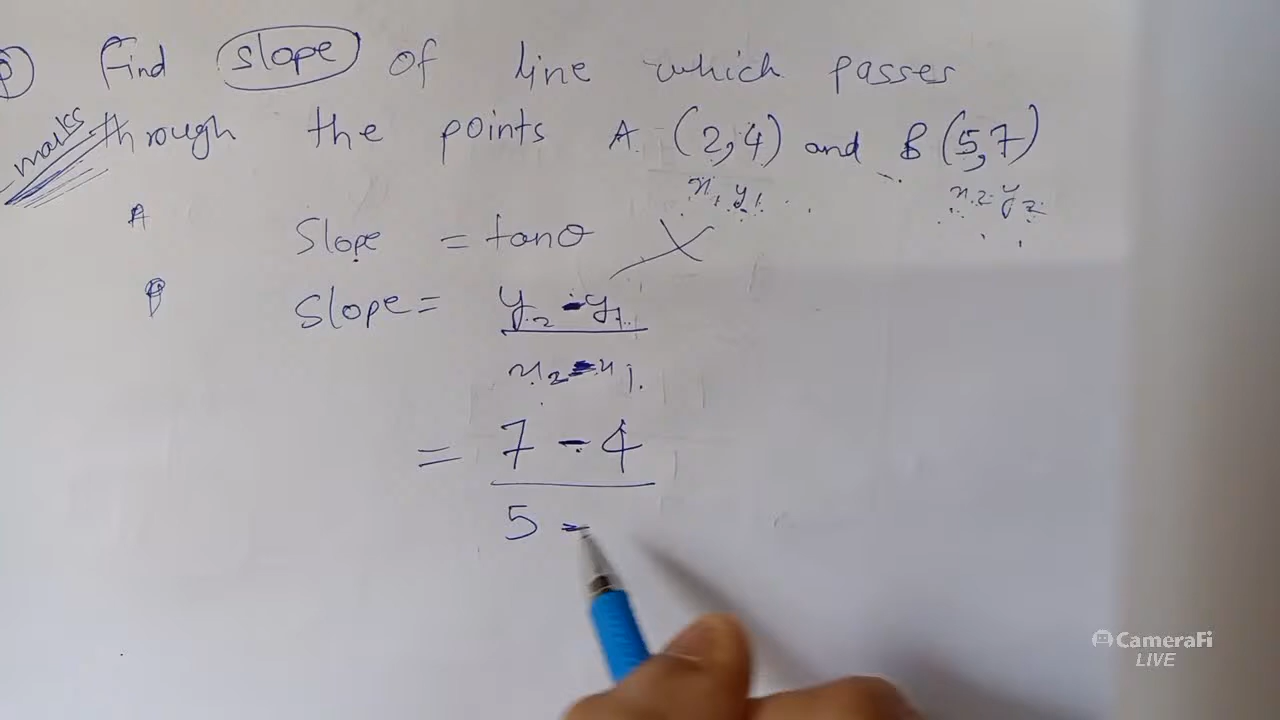 Find slope of line which passes
marks through the points A (2,4) and B (5,7)
x₁ y₁ x₂ y₂
A Slope = tanθ
Slope = y₂ - y₁
x₂ - x₁
= 7 - 4
5 -
CameraFi
LIVE